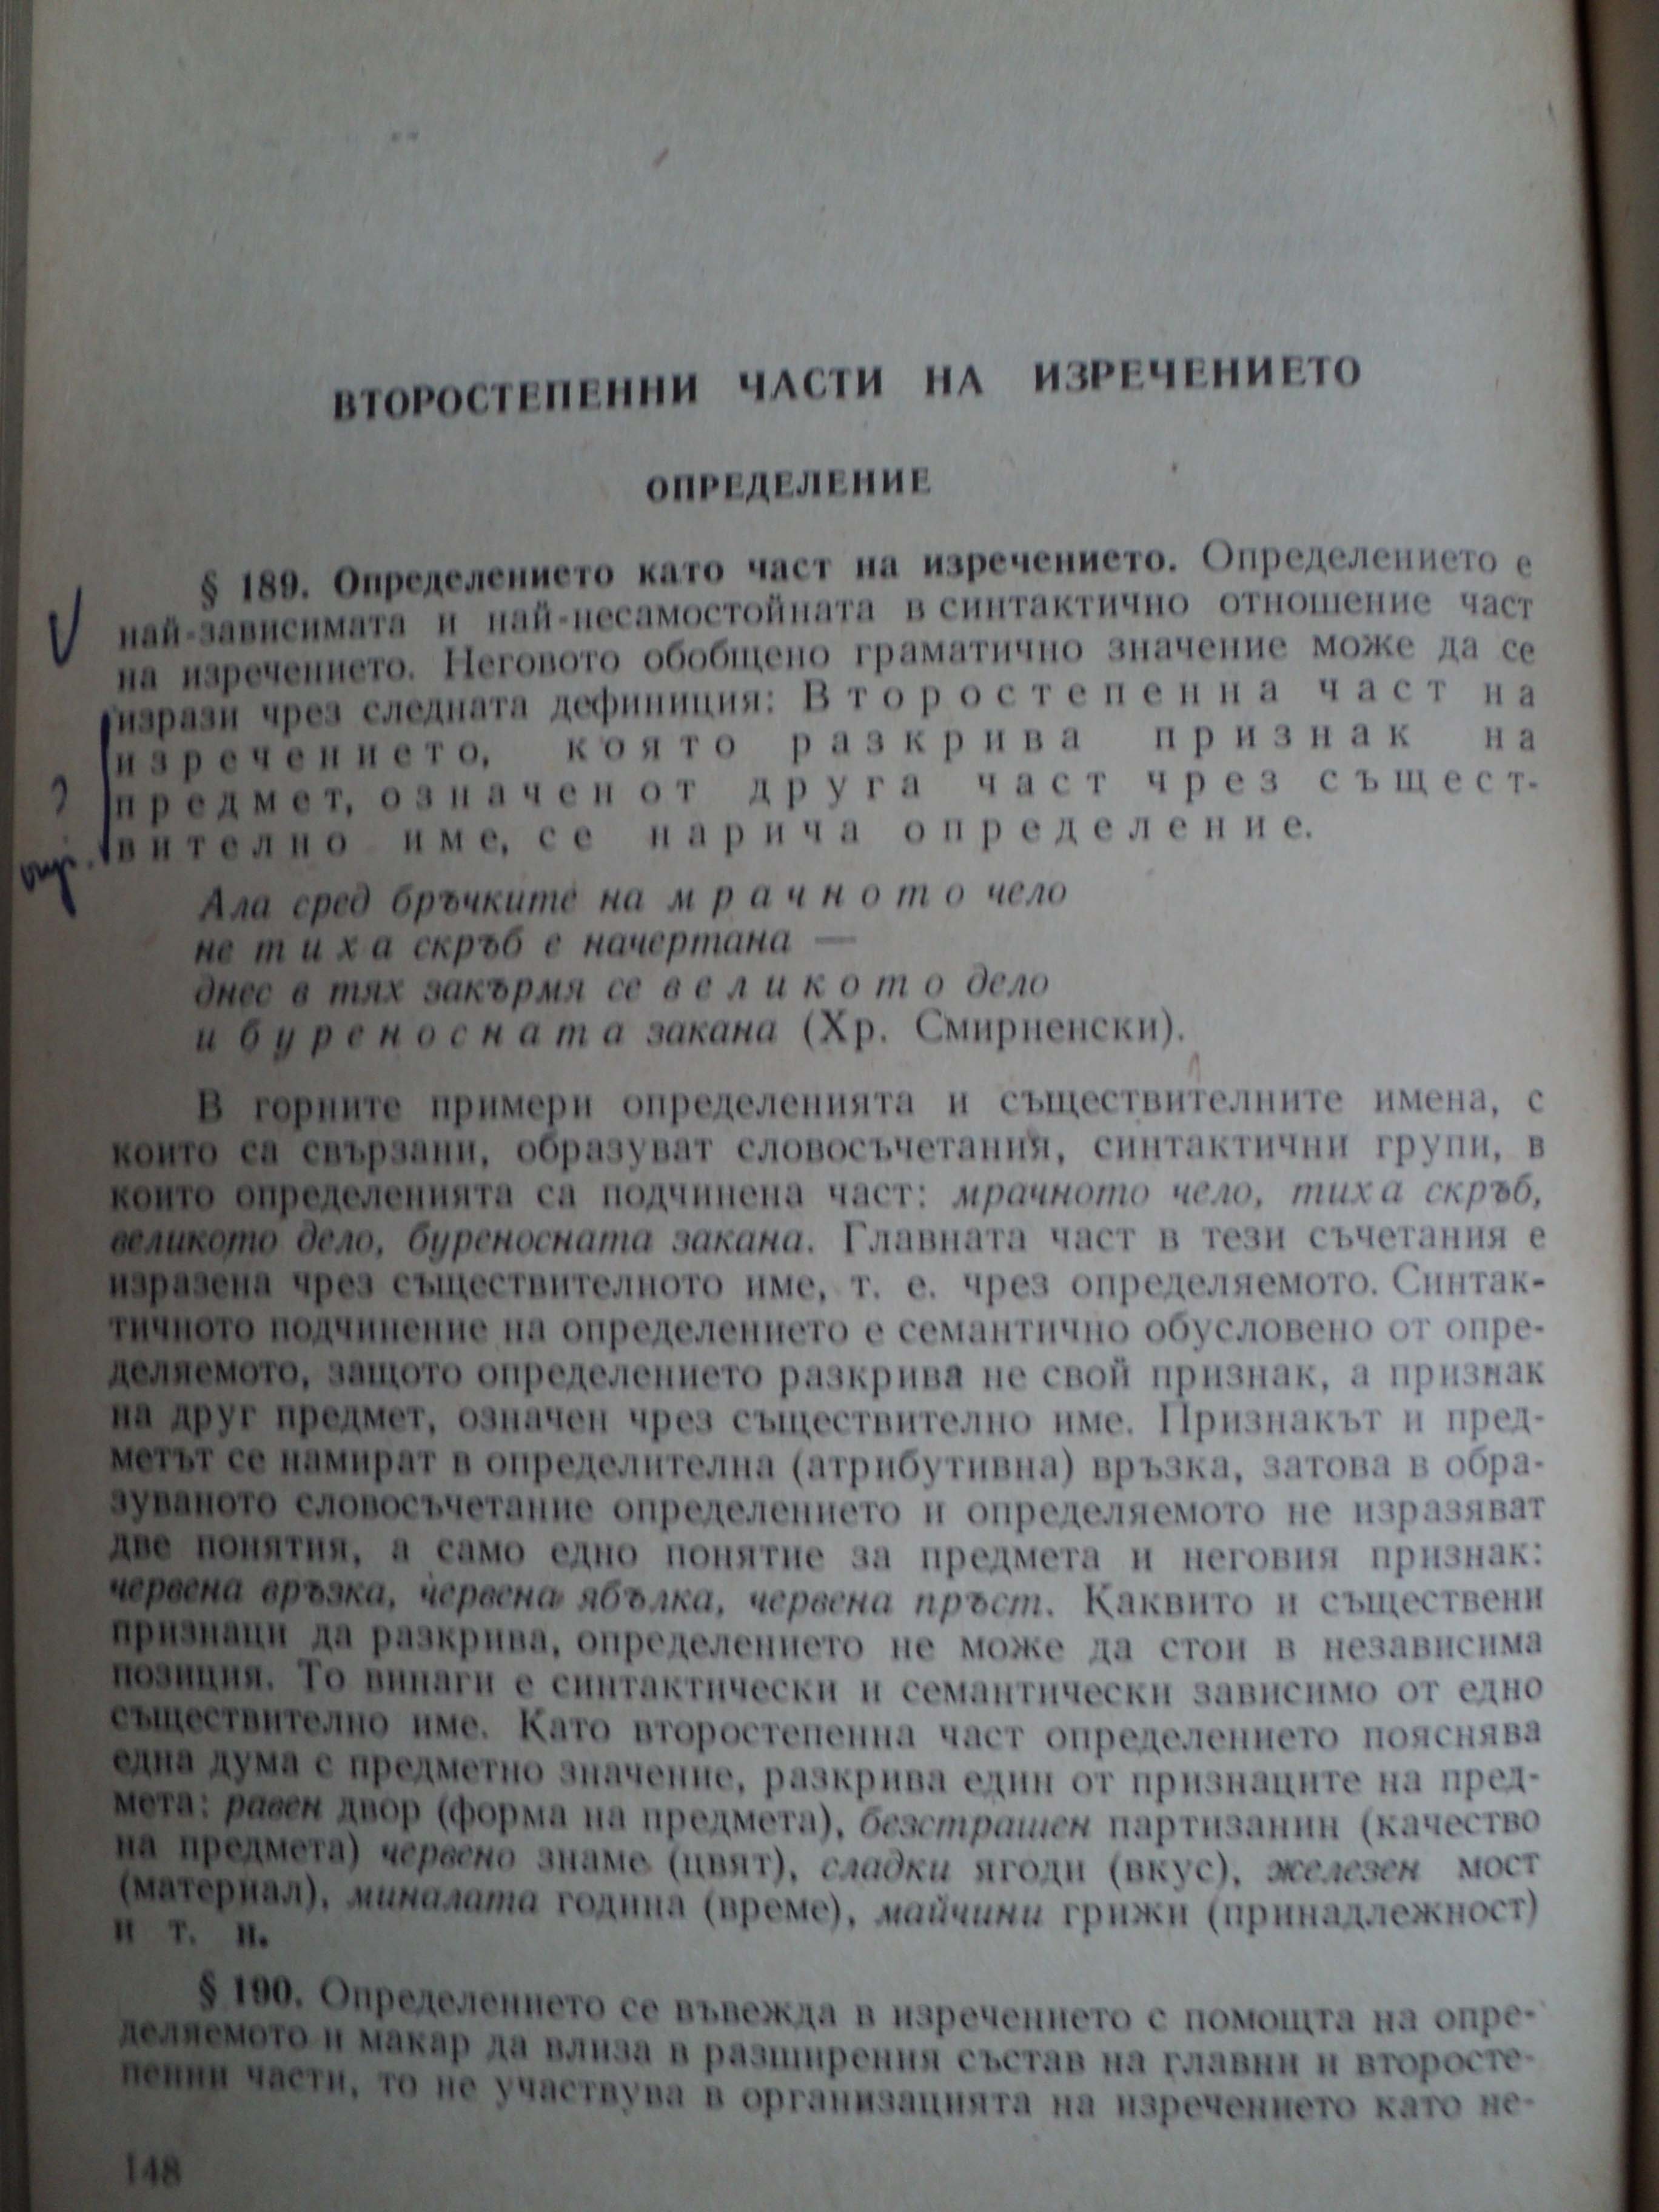 ВТОРОСТЕПЕННИ ЧАСТИ НА ИЗРЕЧЕНИЕТО
ОПРЕДЕЛЕНИЕ
§ 189. Определението като част на изречението. Определението е
най-зависимата и най-несамостойната в синтактично отношение част
на изречението. Неговото обобщено граматично значение може да се
изрази чрез следната дефиниция: Второстепенна част на
изречението, която разкрива признак на
предмет, означен от друга част чрез същест-
вително име, се нарича определение.
Ала сред бръчките на мрачното чело
не тиха скръб е начертана —
днес в тях закърмя се великото дело
и буреносната закана (Хр. Смирненски).
В горните примери определенията и съществителните имена, с
които са свързани, образуват словосъчетания, синтактични групи, в
които определенията са подчинена част: мрачното чело, тиха скръб,
великото дело, буреносната закана. Главната част в тези съчетания е
изразена чрез съществителното име, т. е. чрез определяемото. Синтак-
тичното подчинение на определението е семантично обусловено от опре-
деляемото, защото определението разкрива не свой признак, а признак
на друг предмет, означен чрез съществително име. Признакът и пред-
метът се намират в определителна (атрибутивна) връзка, затова в обра-
зуваното словосъчетание определението и определяемото не изразяват
две понятия, а само едно понятие за предмета и неговия признак:
червена връзка, червена ябълка, червена пръст. Каквито и съществени
признаци да разкрива, определението не може да стои в независима
позиция. То винаги е синтактически и семантически зависимо от едно
съществително име. Като второстепенна част определението пояснява
една дума с предметно значение, разкрива един от признаците на пред-
мета: равен двор (форма на предмета), безстрашен партизанин (качество
на предмета) червено знаме (цвят), сладки ягоди (вкус), железен мост
(материал), миналата година (време), майчини грижи (принадлежност)
и т. н.
§ 190. Определението се въвежда в изречението с помощта на опре-
деляемото и макар да влиза в разширения състав на главни и второсте-
пенни части, то не участвува в организацията на изречението като не-
148